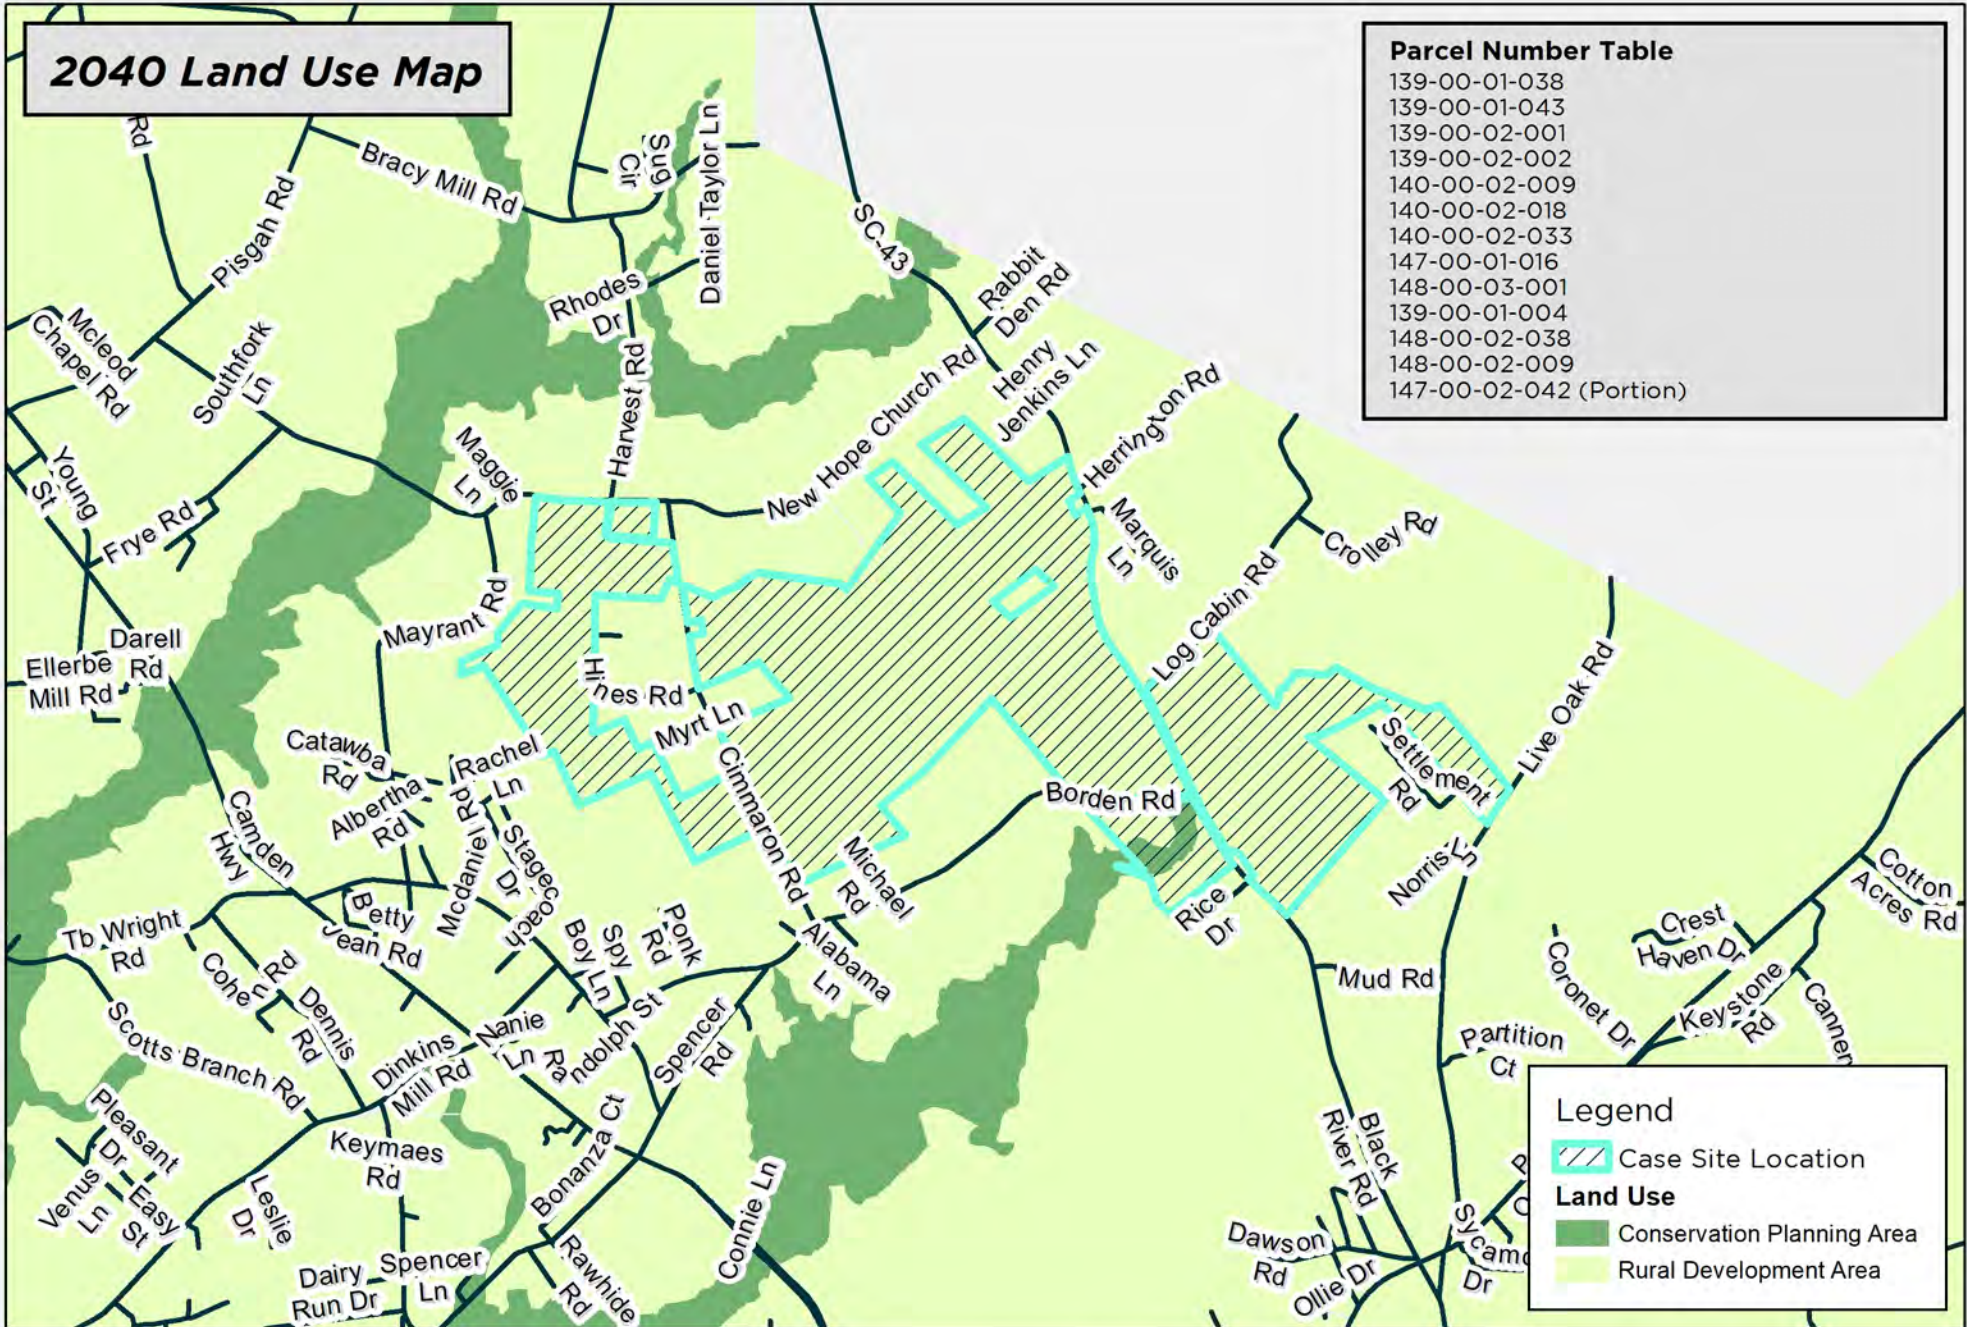 2040 Land Use Map
Parcel Number Table
139-00-01-038
139-00-01-043
139-00-02-001
139-00-02-002
140-00-02-009
140-00-02-018
140-00-02-033
147-00-01-016
148-00-03-001
139-00-01-004
148-00-02-038
148-00-02-009
147-00-02-042 (Portion)
Rd
Bracy Mill Rd
Sug
Cir
Daniel Taylor Ln
Pisgah Rd
SC-43
Rabbit
Den Rd
Rhodes
Dr
Mcleod
Chapel Rd
Southfork
Ln
Harvest Rd
New Hope Church Rd
Henry
Jenkins Ln
Herrington Rd
Maggie
Ln
Young
St
Frye Rd
Marquis
Ln
Crolley Rd
Log Cabin Rd
Mayrant Rd
Darell
Rd
Ellerbe
Mill Rd
Hines Rd
Myrt Ln
Live Oak Rd
Settlement
Rd
Catawba
Rd
Rachel
Ln
Albertha
Rd
Cimmaron Rd
Borden Rd
Camden
Hwy
Mcdaniel Rd
Stagecoach
Dr
Michael
Rd
Norris Ln
Rice
Dr
Cotton
Acres Rd
Betty
Jean Rd
Tb Wright
Rd
Spy
Boy Ln
Ponk
Rd
Alabama
Ln
Crest
Haven Dr
Mud Rd
Coronet Dr
Keystone
Rd
Canner
Cohen Rd
Dennis
Rd
Scotts Branch Rd
Dinkins
Mill Rd
Nanie
Ln
Randolph St
Spencer
Rd
Partition
Ct
Pleasant
Dr
Venus
Ln
Easy
St
Keymaes
Rd
Leslie
Dr
Bonanza Ct
Connie Ln
Black
River Rd
Dawson
Rd
Ollie Dr
Sycamo
Dr
Dairy
Run Dr
Spencer
Ln
Rawhide
Rd
Legend
Case Site Location
Land Use
Conservation Planning Area
Rural Development Area